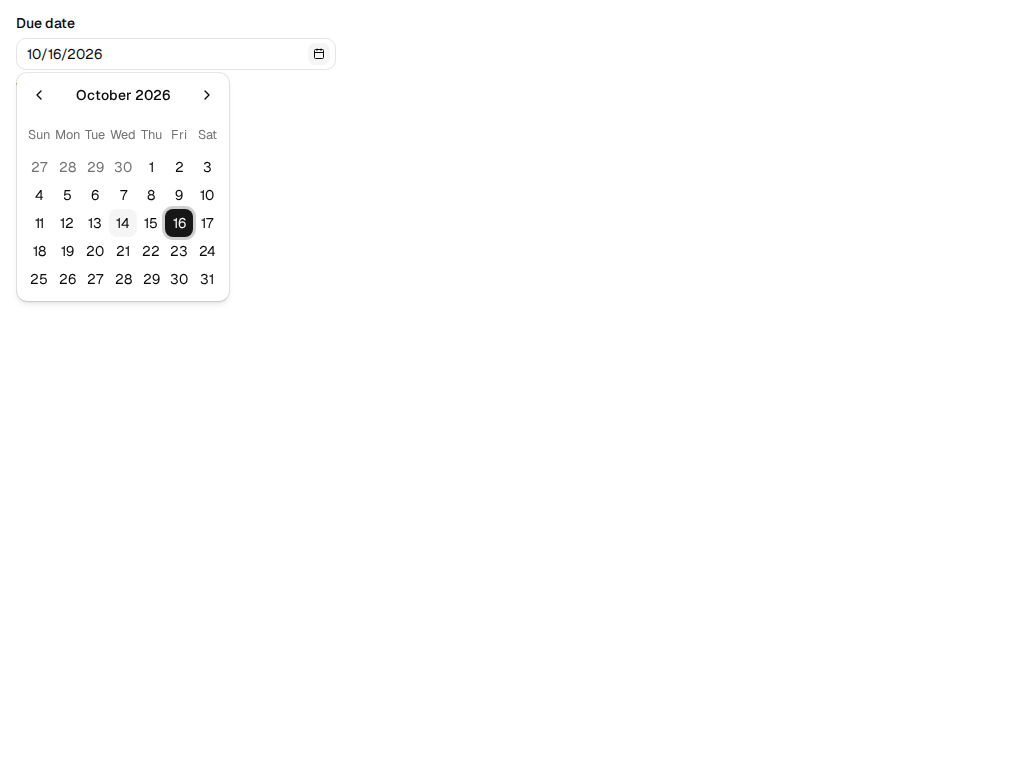 Due date
10/16/2026
October 2026
Sun Mon Tue Wed Thu Fri Sat
27 28 29 30 1 2 3
4 5 6 7 8 9 10
11 12 13 14 15 16 17
18 19 20 21 22 23 24
25 26 27 28 29 30 31